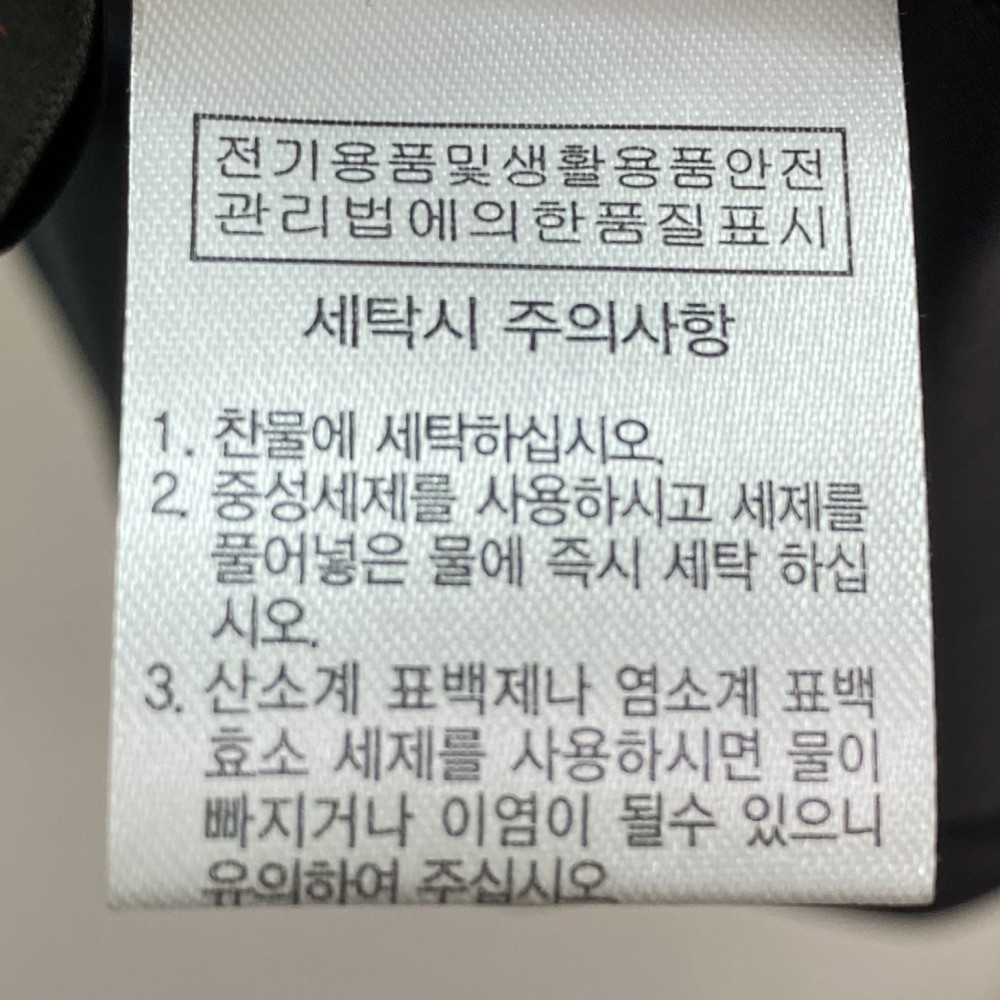 전기용품및생활용품안전
관리법에의한품질표시
세탁시 주의사항
1. 찬물에 세탁하십시오.
2. 중성세제를 사용하시고 세제를
풀어넣은 물에 즉시 세탁 하십
시오.
3. 산소계 표백제나 염소계 표백
효소 세제를 사용하시면 물이
빠지거나 이염이 될수 있으니
유의하여 주십시오